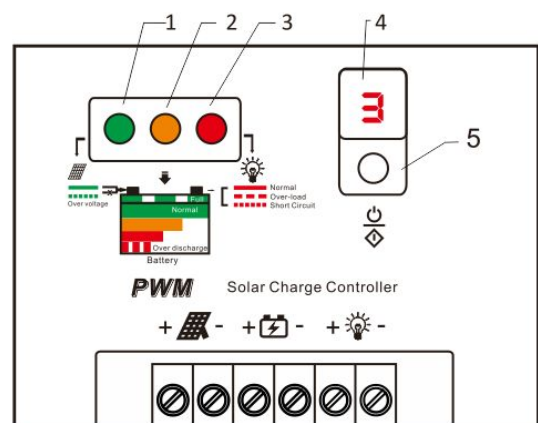 1 2 3 4
3
5
Over voltage
Full
Normal
Over discharge
Battery
Normal
Over-load
Short Circuit
PWM Solar Charge Controller
+ - + - + -